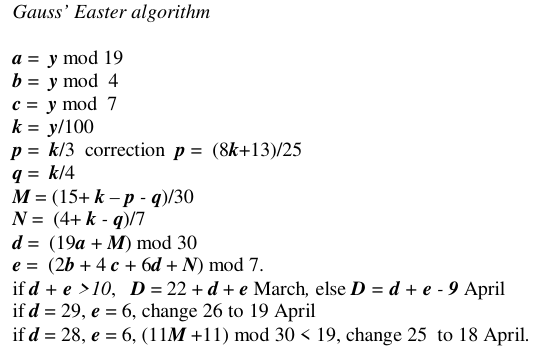 Gauss’ Easter algorithm
a = y mod 19
b = y mod 4
c = y mod 7
k = y/100
p = k/3 correction p = (8k+13)/25
q = k/4
M = (15+ k – p - q)/30
N = (4+ k - q)/7
d = (19a + M) mod 30
e = (2b + 4 c + 6d + N) mod 7.
if d + e >10, D = 22 + d + e March, else D = d + e - 9 April
if d = 29, e = 6, change 26 to 19 April
if d = 28, e = 6, (11M +11) mod 30 < 19, change 25 to 18 April.